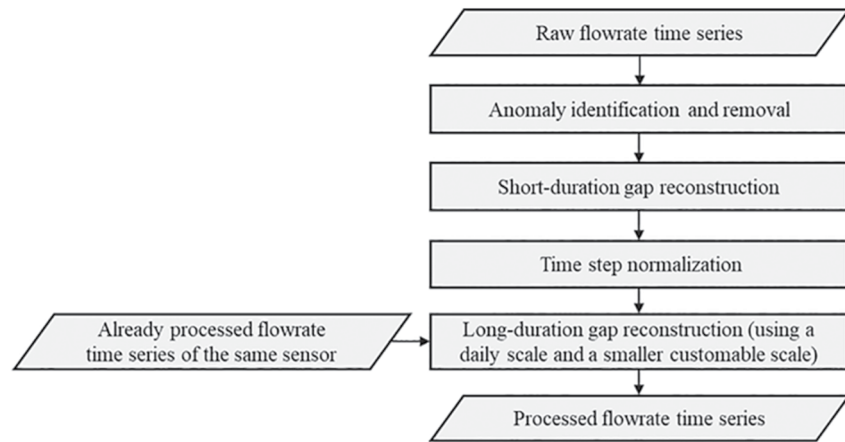 Raw flowrate time series
Anomaly identification and removal
Short-duration gap reconstruction
Time step normalization
Already processed flowrate
time series of the same sensor
Long-duration gap reconstruction (using a
daily scale and a smaller customable scale)
Processed flowrate time series